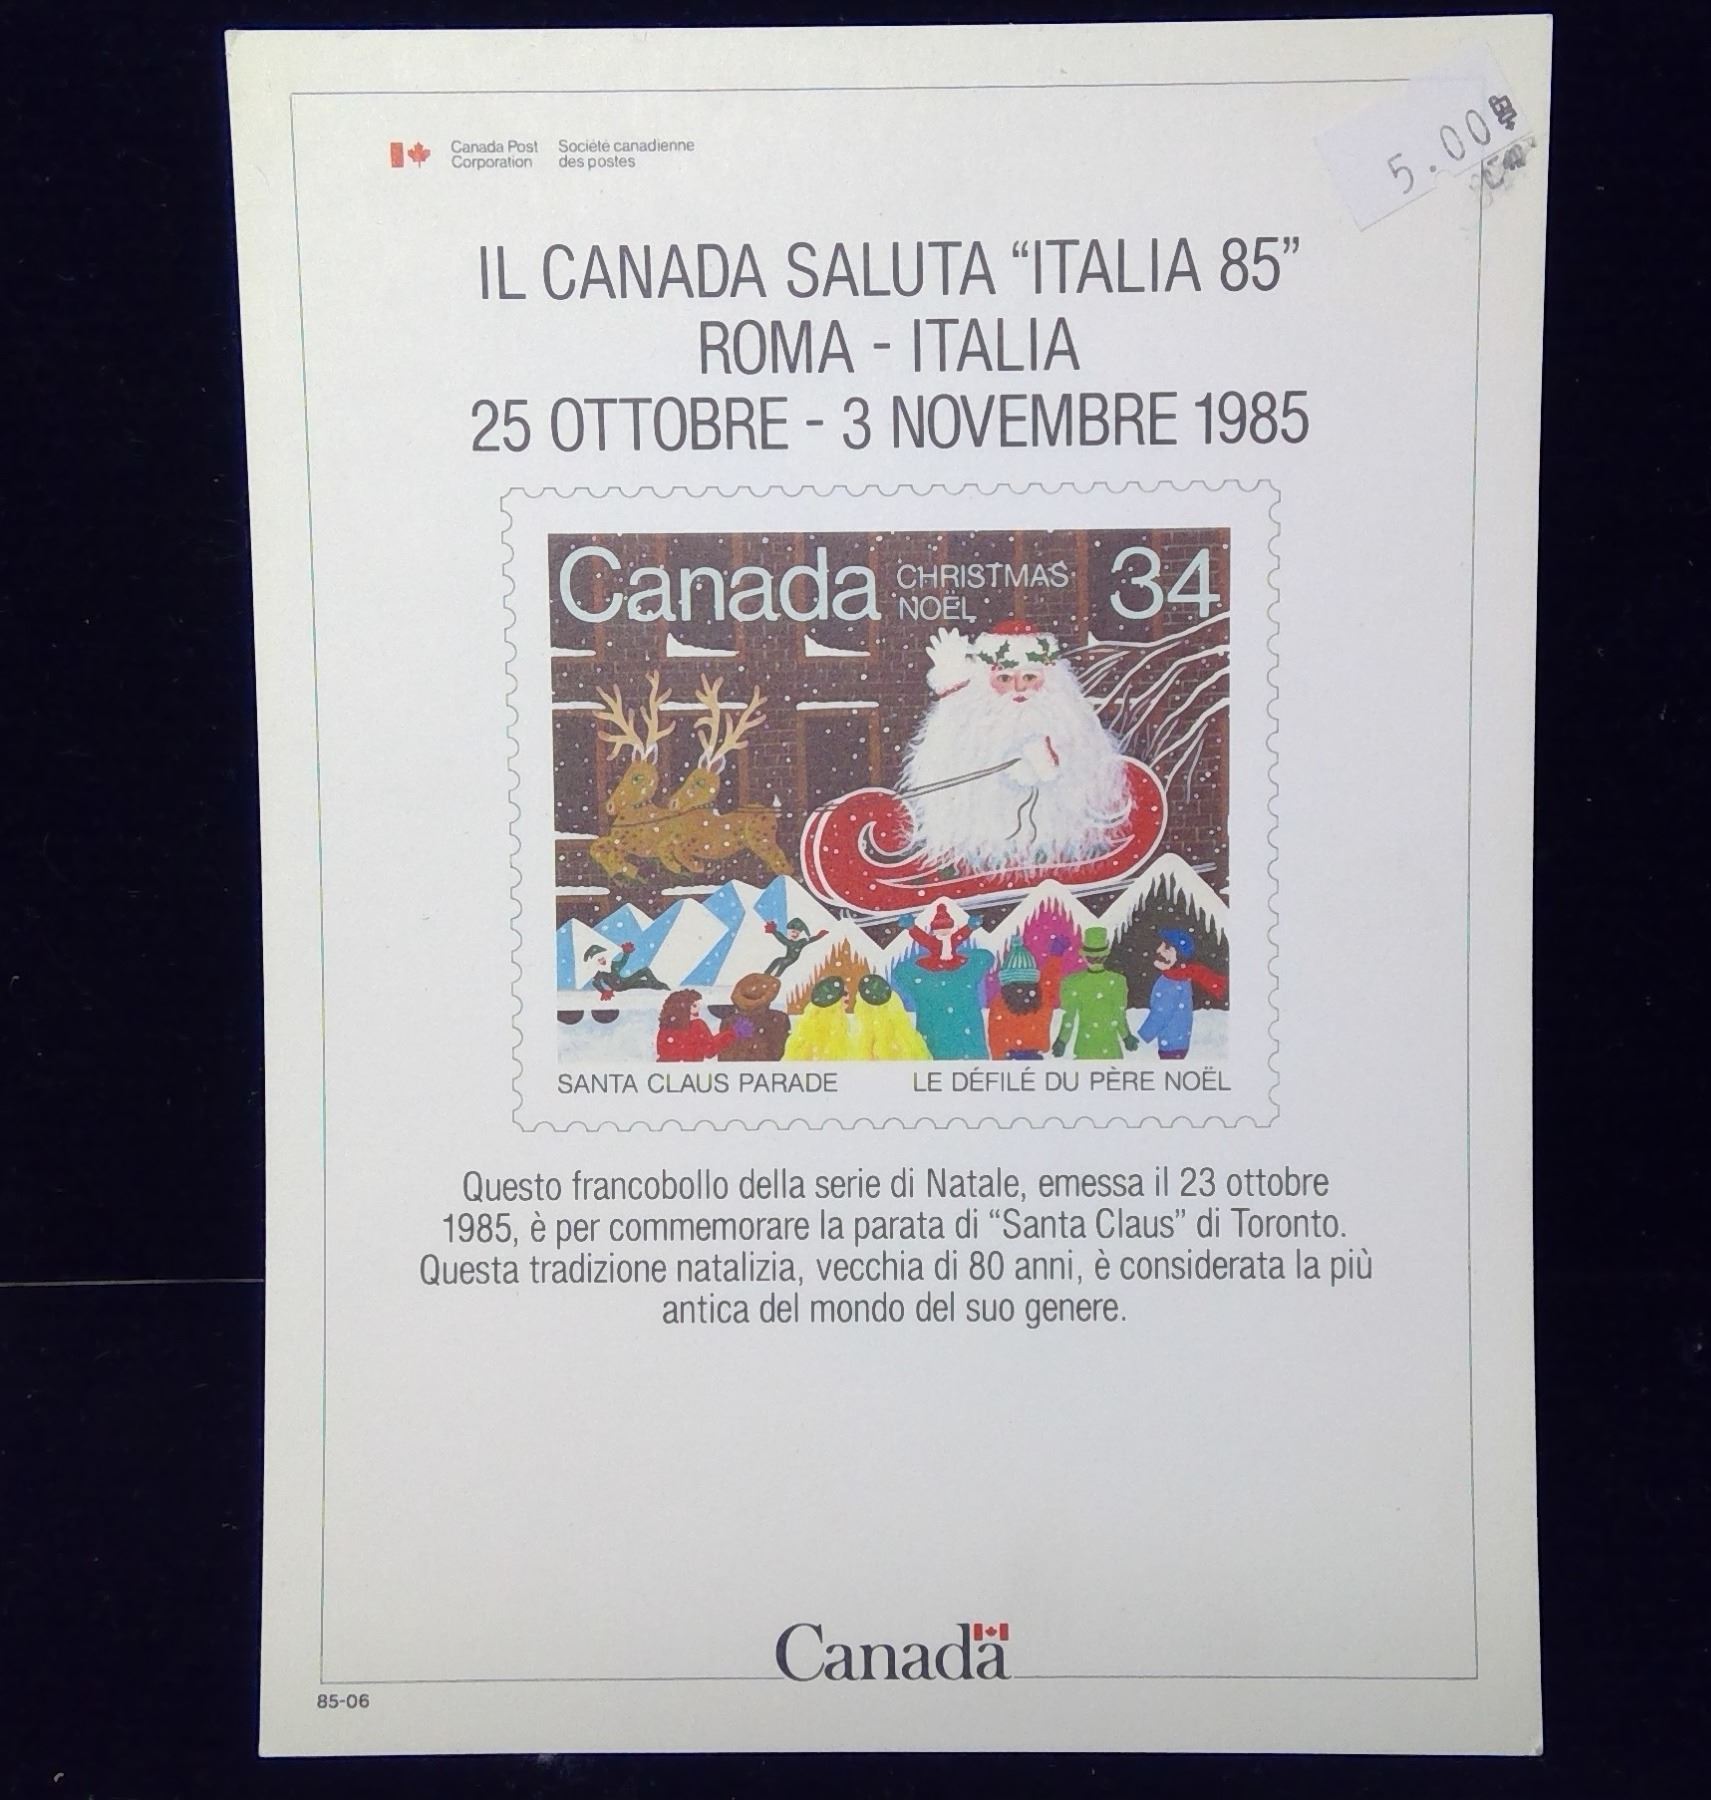 Canada Post Société canadienne
Corporation des postes
5.00
IL CANADA SALUTA “ITALIA 85”
ROMA - ITALIA
25 OTTOBRE - 3 NOVEMBRE 1985
Canada CHRISTMAS 34
NOËL
SANTA CLAUS PARADE LE DÉFILÉ DU PÈRE NOËL
Questo francobollo della serie di Natale, emessa il 23 ottobre
1985, è per commemorare la parata di “Santa Claus” di Toronto.
Questa tradizione natalizia, vecchia di 80 anni, è considerata la più
antica del mondo del suo genere.
Canada
85-06